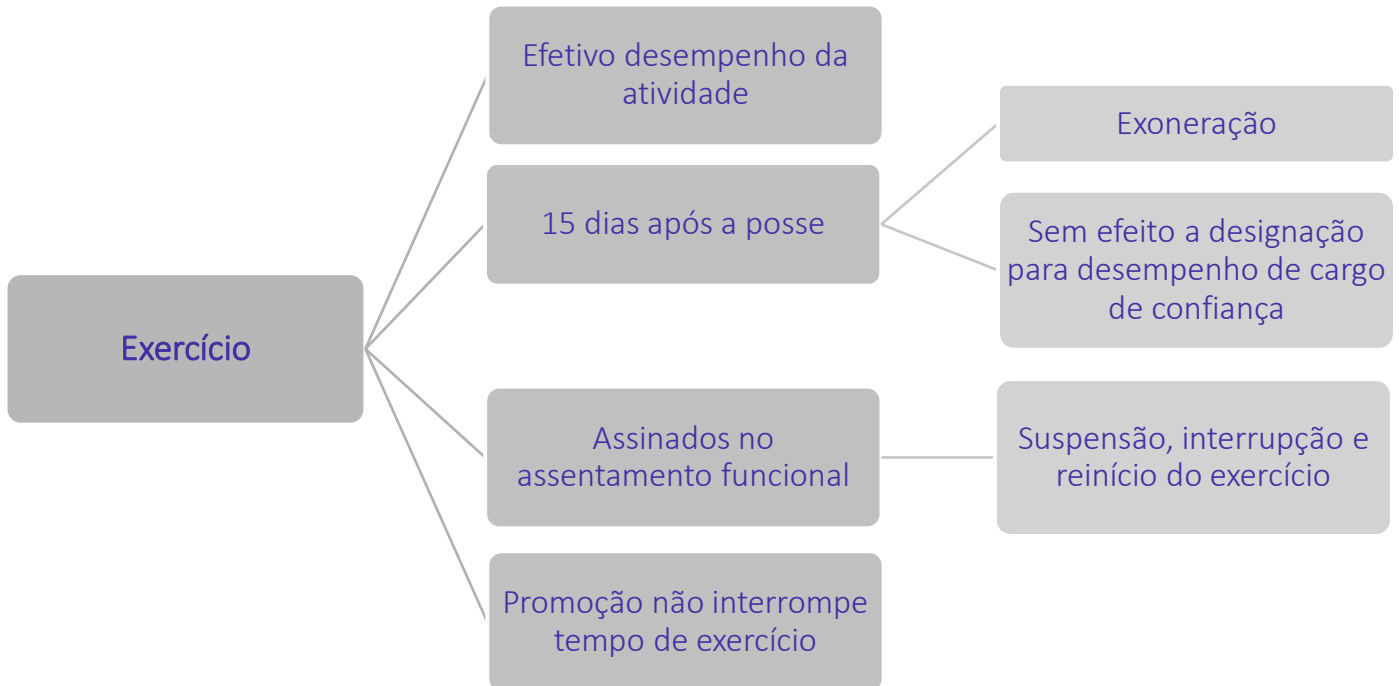 Exercício
Efetivo desempenho da
atividade
15 dias após a posse
Exoneração
Sem efeito a designação
para desempenho de cargo
de confiança
Assinados no
assentamento funcional
Suspensão, interrupção e
reinício do exercício
Promoção não interrompe
tempo de exercício